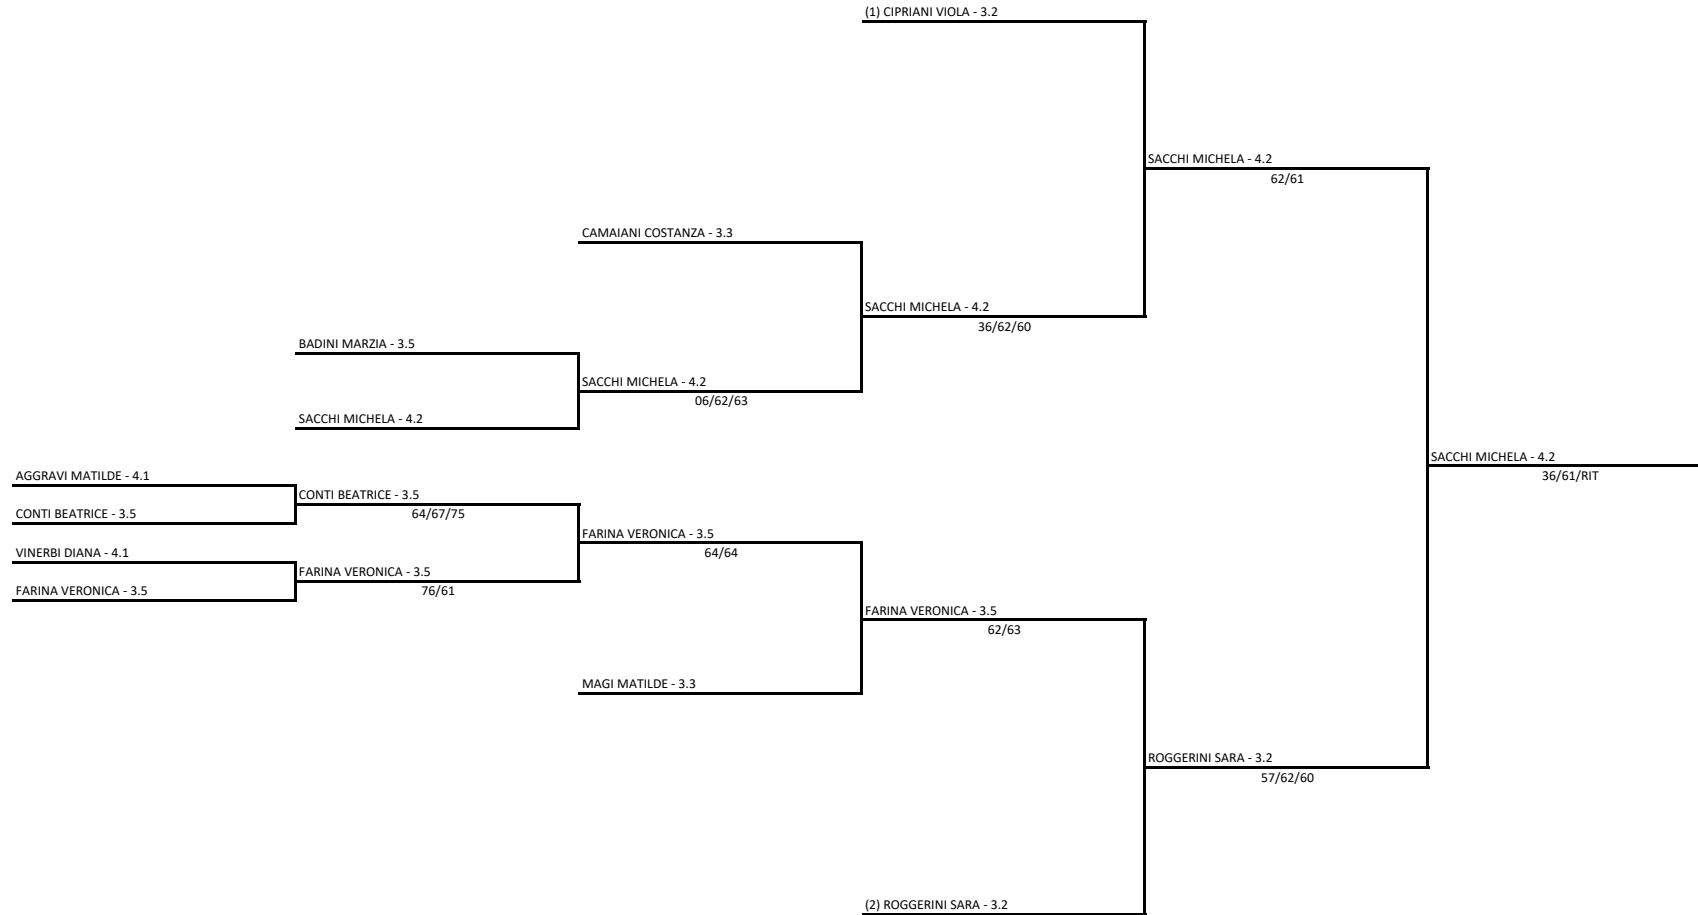 (1) CIPRIANI VIOLA - 3.2
SACCHI MICHELA - 4.2
62/61
CAMAIANI COSTANZA - 3.3
SACCHI MICHELA - 4.2
36/62/60
BADINI MARZIA - 3.5
SACCHI MICHELA - 4.2
06/62/63
SACCHI MICHELA - 4.2
SACCHI MICHELA - 4.2
36/61/RIT
AGGRAVI MATILDE - 4.1
CONTI BEATRICE - 3.5
64/67/75
CONTI BEATRICE - 3.5
FARINA VERONICA - 3.5
64/64
VINERBI DIANA - 4.1
FARINA VERONICA - 3.5
76/61
FARINA VERONICA - 3.5
FARINA VERONICA - 3.5
62/63
MAGI MATILDE - 3.3
ROGGERINI SARA - 3.2
57/62/60
(2) ROGGERINI SARA - 3.2